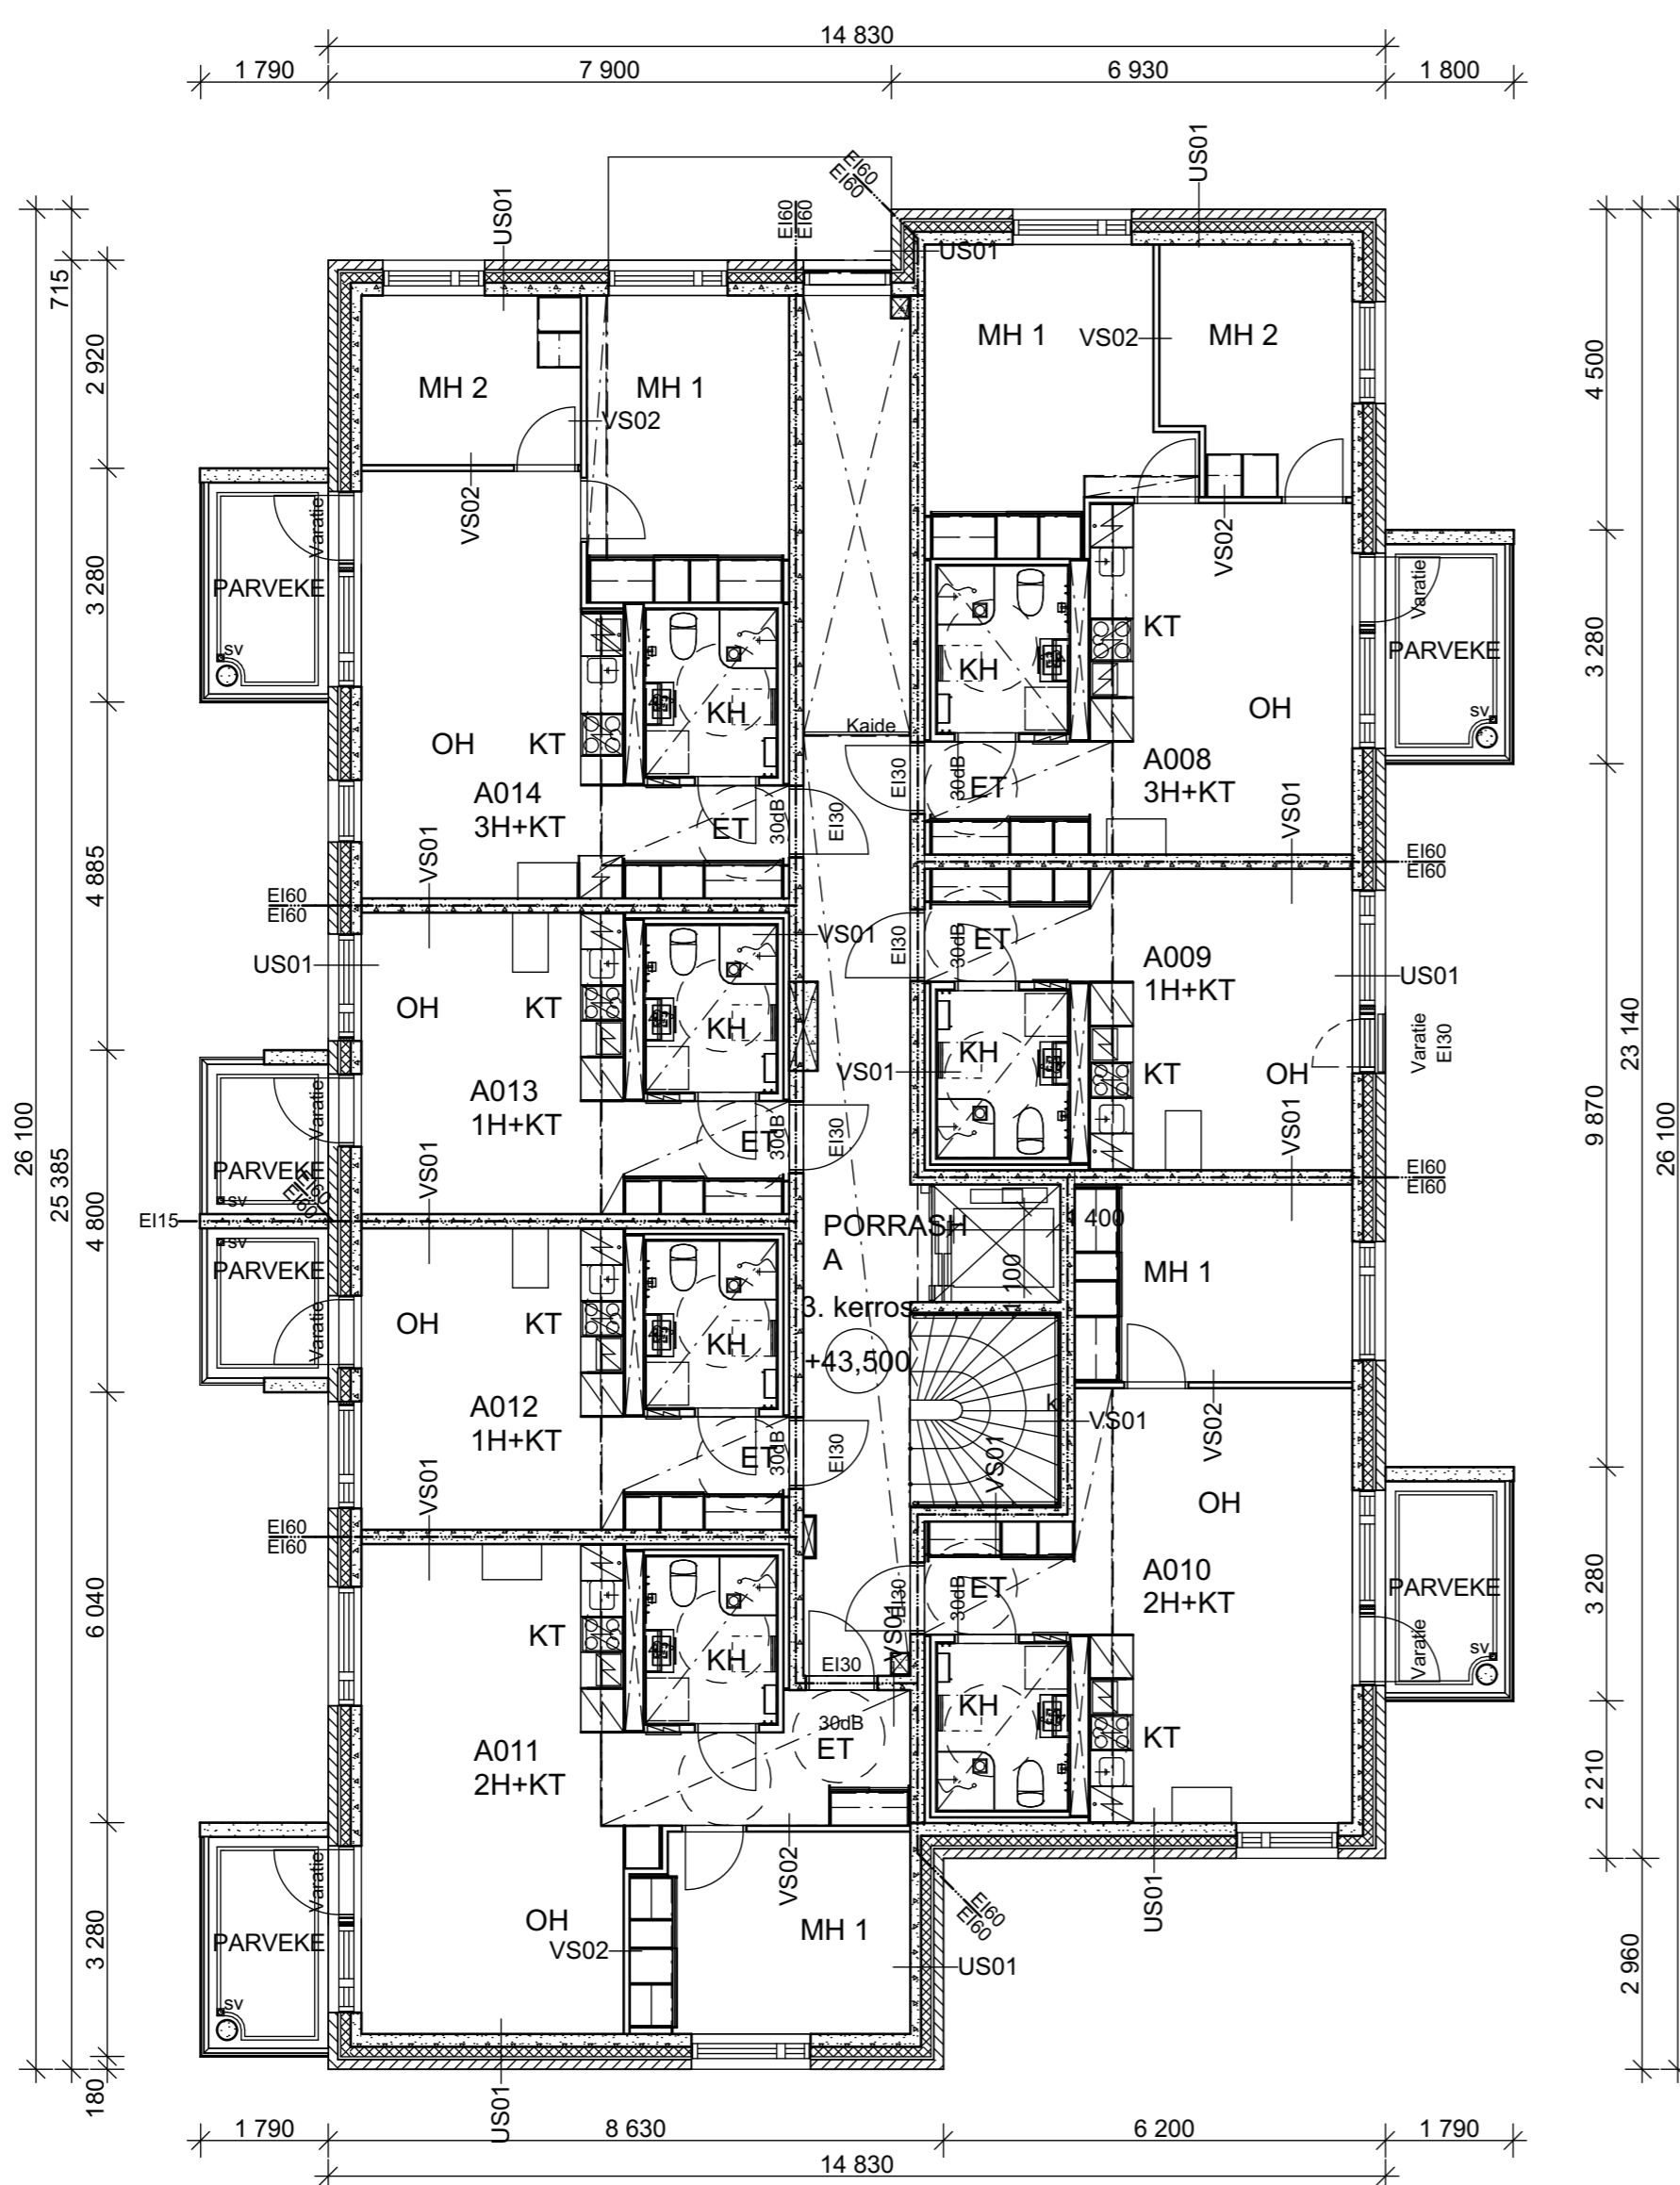 14 830
1 790
7 900
6 930
1 800
US01
EI60
EI60
US01
EI60
EI60
US01
26 100
715
25 385
2 920
3 280
4 885
4 800
6 040
3 280
180
4 500
3 280
9 870
3 280
2 210
2 960
23 140
26 100
MH 1
VS02
MH 2
MH 2
MH 1
VS02
VS02
VS02
Varatie
PARVEKE
sv
KH
KT
OH
Varatie
PARVEKE
sv
KH
OH
KT
Kaide
A014
3H+KT
ET
30dB
EI30
EI30
30dB
ET
A008
3H+KT
VS01
VS01
EI60
EI60
EI60
EI60
US01
VS01
EI30
30dB
ET
A009
1H+KT
US01
OH
KT
KH
VS01
KH
KT
OH
Varatie
EI30
A013
1H+KT
ET
30dB
EI30
VS01
VS01
EI60
EI60
Varatie
PARVEKE
sv
EI15
EI60
sv
PARVEKE
Varatie
PORRASH
A
3. kerros
+43,500
1 400
1 100
MH 1
OH
KT
KH
A012
1H+KT
ET
30dB
EI30
VS01
VS01
VS01
VS02
OH
EI60
EI60
EI30
30dB
ET
A010
2H+KT
PARVEKE
Varatie
sv
KT
KH
VS01
EI30
30dB
ET
KH
KT
A011
2H+KT
VS02
OH
VS02
MH 1
US01
EI60
EI60
US01
Varatie
PARVEKE
sv
US01
1 790
8 630
6 200
1 790
14 830